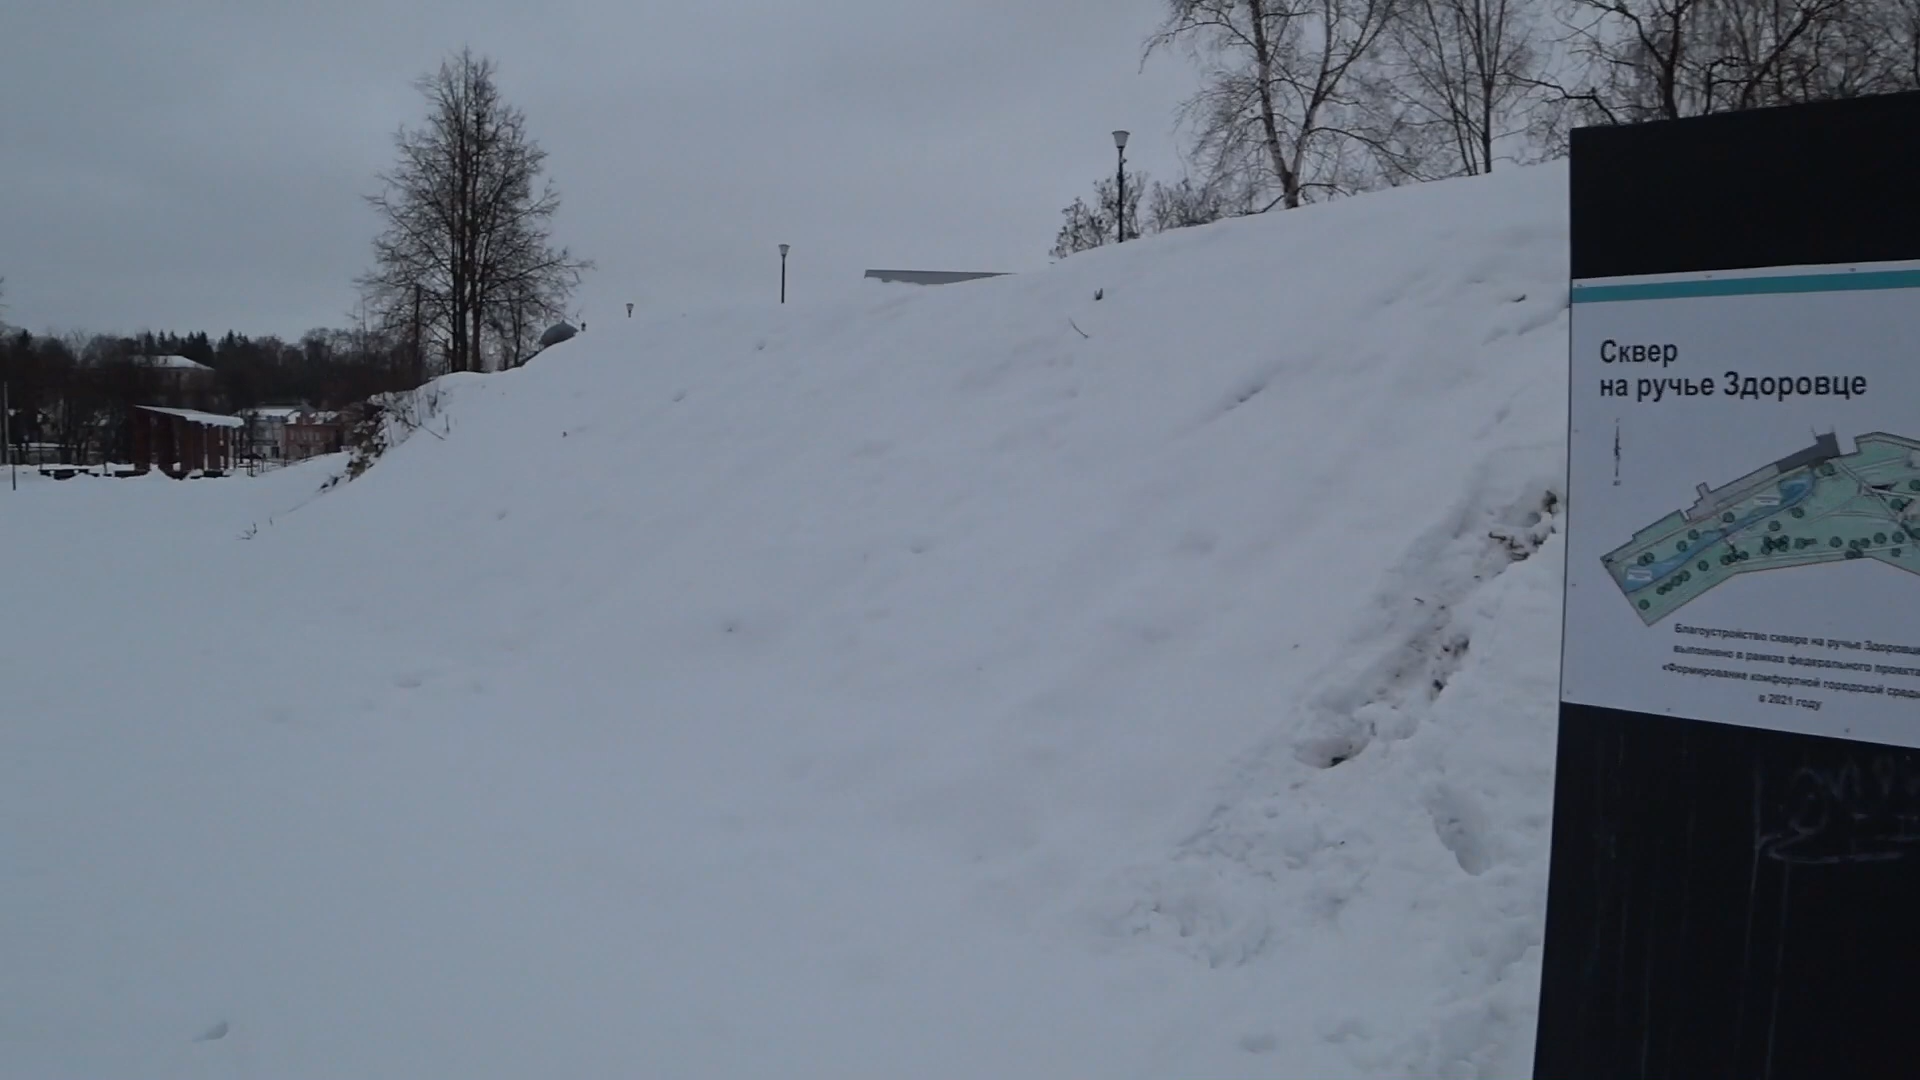 Сквер
на ручье Здоровце
Благоустройство сквера на ручье Здоровце
выполнено в рамках федерального проекта
«Формирование комфортной городской среды
в 2021 году